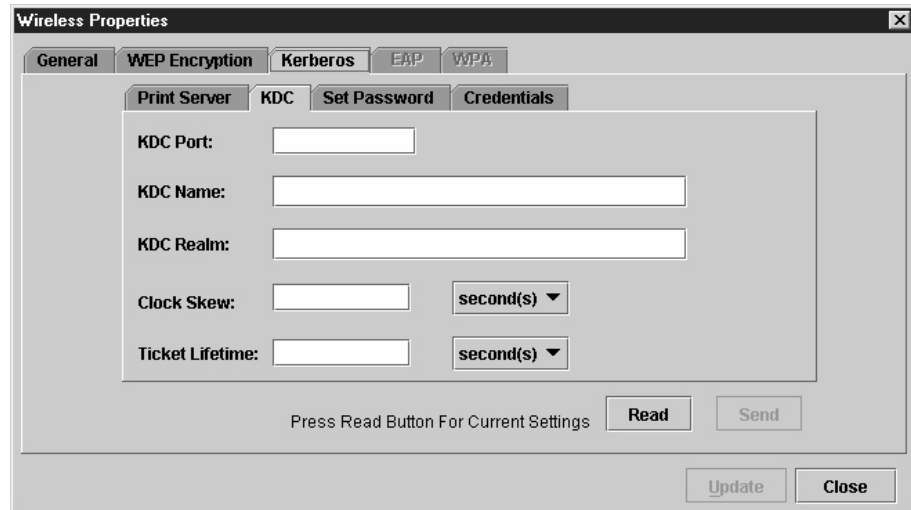 Wireless Properties
General WEP Encryption Kerberos EAP WPA
Print Server KDC Set Password Credentials
KDC Port:
KDC Name:
KDC Realm:
Clock Skew: second(s)
Ticket Lifetime: second(s)
Press Read Button For Current Settings Read Send
Update Close